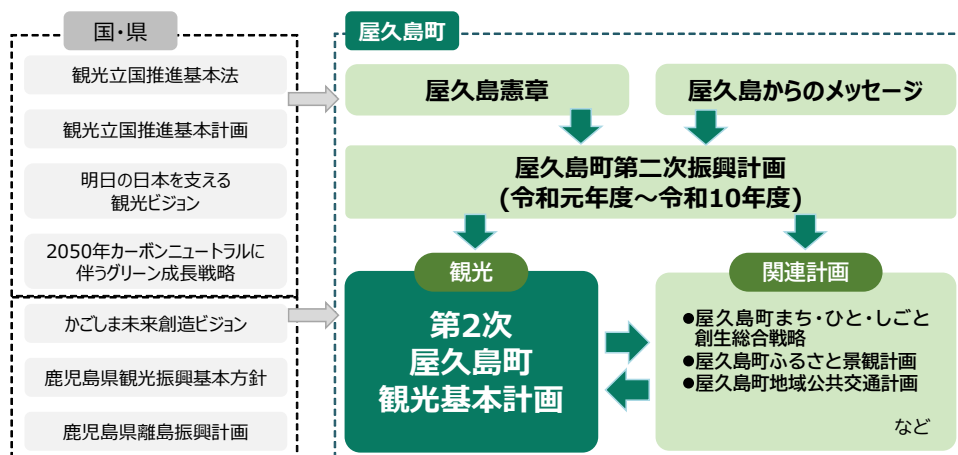 国・県
観光立国推進基本法
観光立国推進基本計画
明日の日本を支える
観光ビジョン
2050年カーボンニュートラルに
伴うグリーン成長戦略
かごしま未来創造ビジョン
鹿児島県観光振興基本方針
鹿児島県離島振興計画
屋久島町
屋久島憲章
屋久島からのメッセージ
屋久島町第二次振興計画
(令和元年度～令和10年度)
観光
第2次
屋久島町
観光基本計画
関連計画
●屋久島町まち・ひと・しごと
創生総合戦略
●屋久島町ふるさと景観計画
●屋久島町地域公共交通計画
など